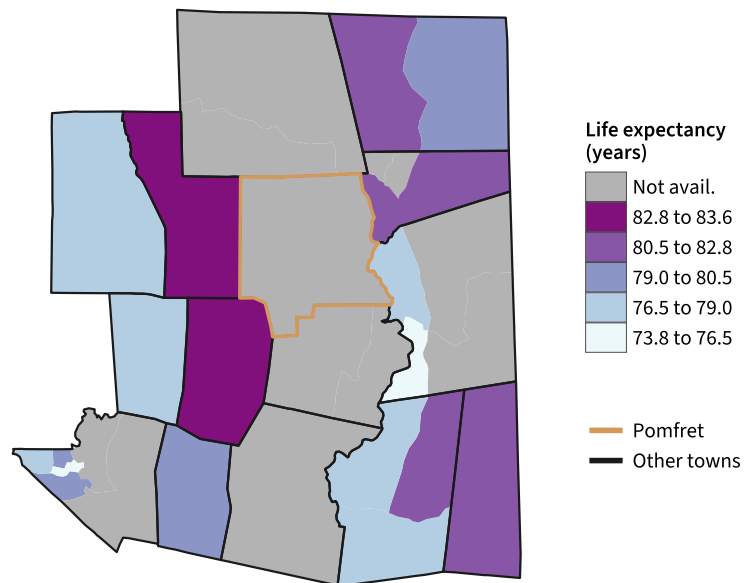 Life expectancy
(years)
Not avail.
82.8 to 83.6
80.5 to 82.8
79.0 to 80.5
76.5 to 79.0
73.8 to 76.5
Pomfret
Other towns